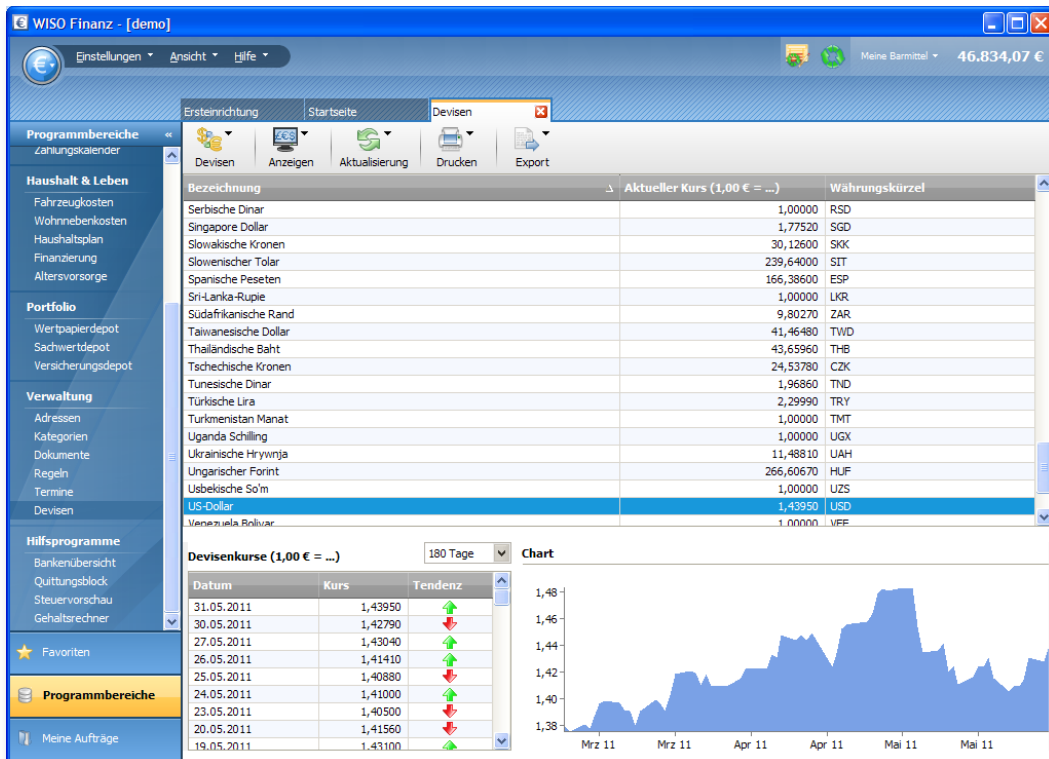 WISO Finanz - [demo]
Einstellungen Ansicht Hilfe
Meine Barmittel 46.834,07 €
Ersteinrichtung Startseite Devisen
Programmbereiche «
Zahlungskalender
Haushalt & Leben
Fahrzeugkosten
Wohnnebenkosten
Haushaltsplan
Finanzierung
Altersvorsorge
Portfolio
Wertpapierdepot
Sachwertdepot
Versicherungsdepot
Verwaltung
Adressen
Kategorien
Dokumente
Regeln
Termine
Devisen
Hilfsprogramme
Bankenübersicht
Quittungsblock
Steuervorschau
Gehaltsrechner
Favoriten
Programmbereiche
Meine Aufträge
Devisen Anzeigen Aktualisierung Drucken Export
Bezeichnung Aktueller Kurs (1,00 € = ...) Währungskürzel
Serbische Dinar 1,00000 RSD
Singapore Dollar 1,77520 SGD
Slowakische Kronen 30,12600 SKK
Slowenischer Tolar 239,64000 SIT
Spanische Peseten 166,38600 ESP
Sri-Lanka-Rupie 1,00000 LKR
Südafrikanische Rand 9,80270 ZAR
Taiwanesische Dollar 41,46480 TWD
Thailändische Baht 43,65960 THB
Tschechische Kronen 24,53780 CZK
Tunesische Dinar 1,96860 TND
Türkische Lira 2,29990 TRY
Turkmenistan Manat 1,00000 TMT
Uganda Schilling 1,00000 UGX
Ukrainische Hrywnja 11,48810 UAH
Ungarischer Forint 266,60670 HUF
Usbekische So'm 1,00000 UZS
US-Dollar 1,43950 USD
Venezuela Bolivar 1,00000 VEF
Devisenkurse (1,00 € = ...) 180 Tage
Datum Kurs Tendenz
31.05.2011 1,43950
30.05.2011 1,42790
27.05.2011 1,43040
26.05.2011 1,41410
25.05.2011 1,40880
24.05.2011 1,41000
23.05.2011 1,40500
20.05.2011 1,41560
19.05.2011 1,43100
Chart
1,48
1,46
1,44
1,42
1,40
1,38
Mrz 11 Mrz 11 Apr 11 Apr 11 Mai 11 Mai 11